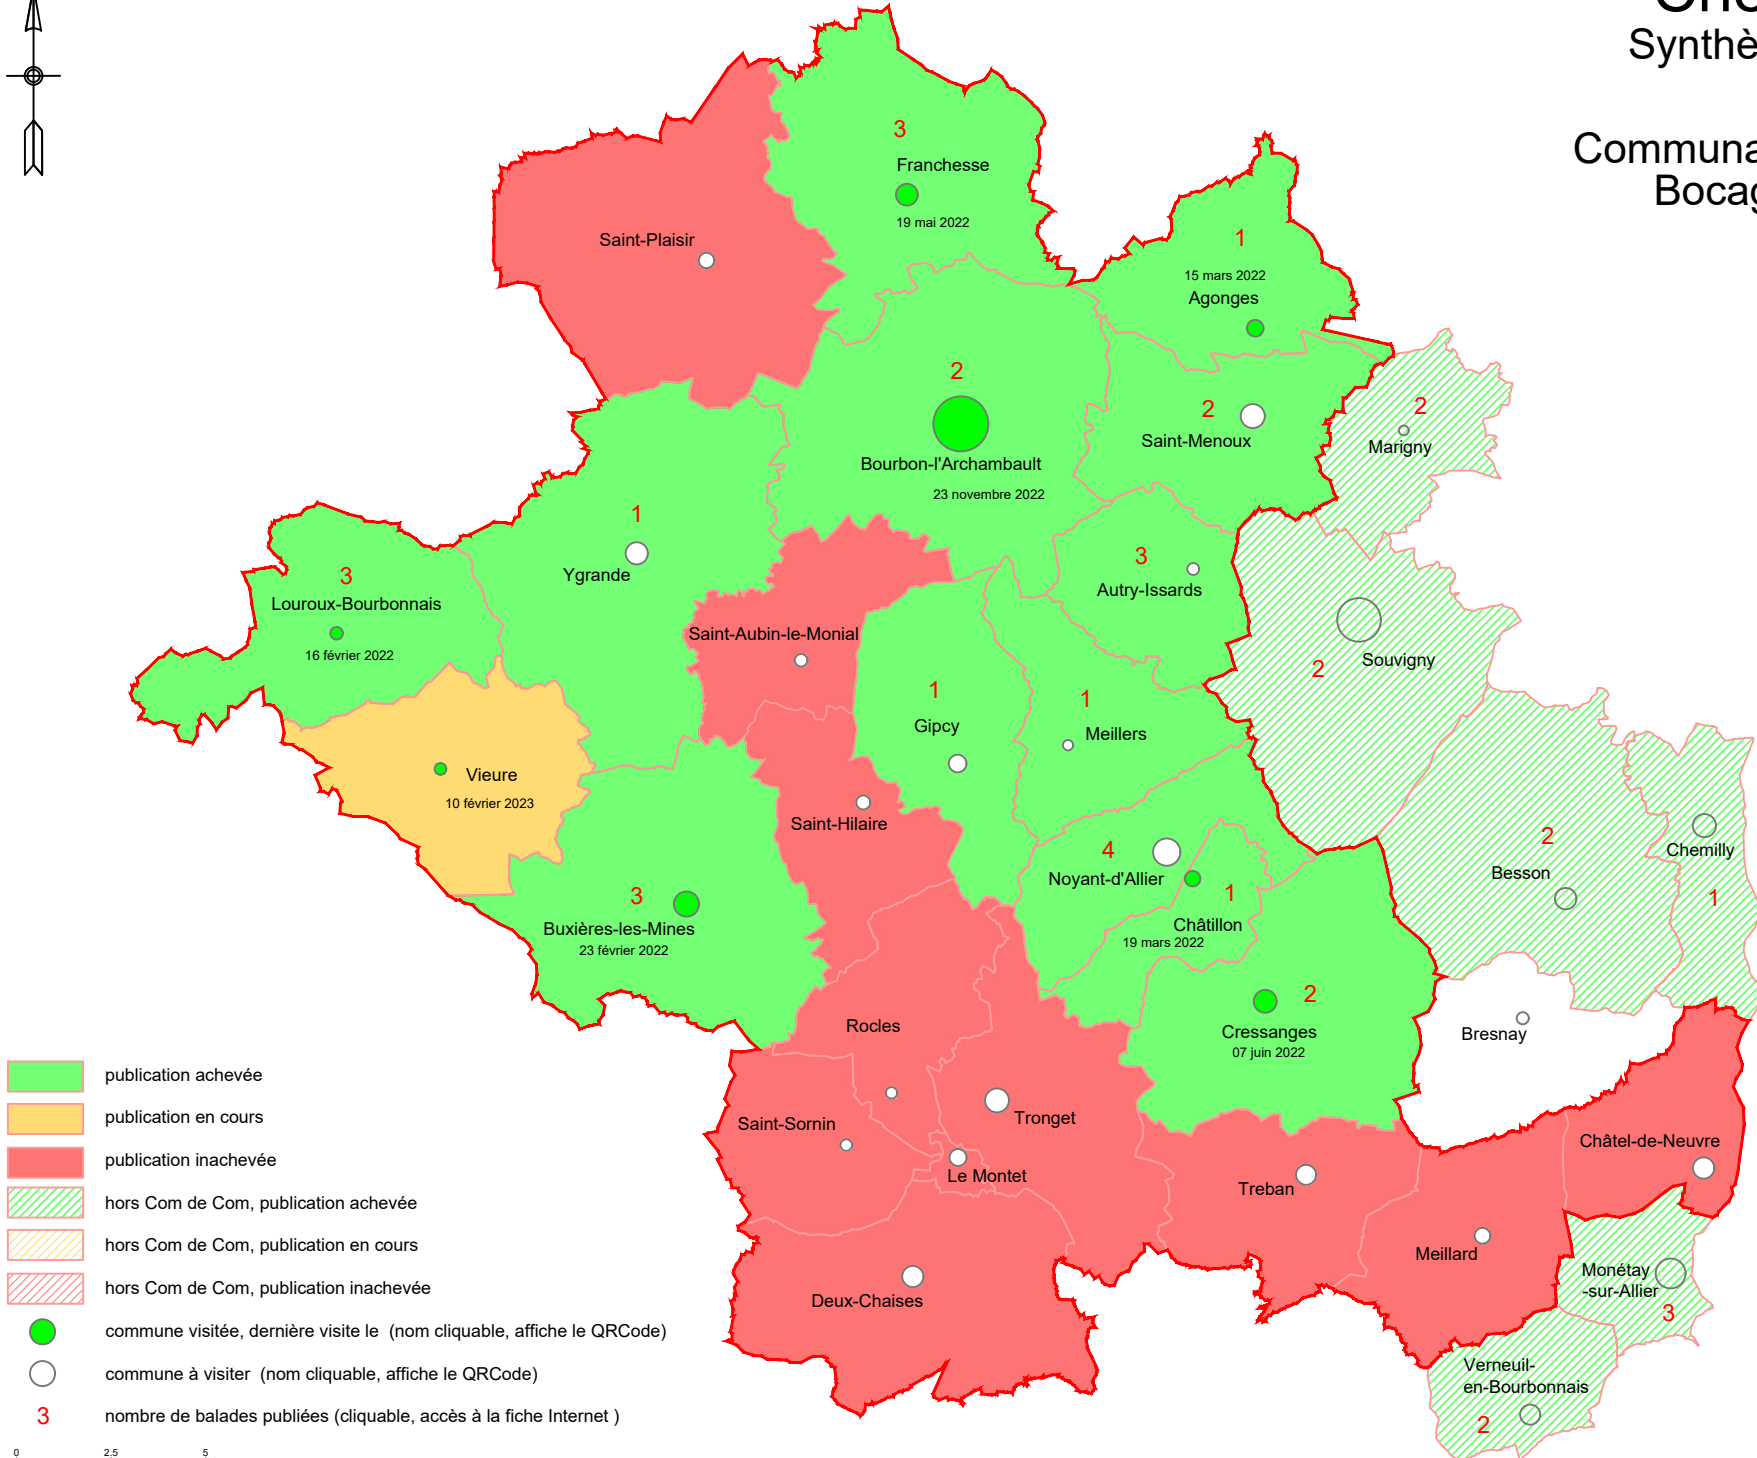 Synthè
Communa
Bocag
3
Franchesse
19 mai 2022
Saint-Plaisir
1
15 mars 2022
Agonges
2
Bourbon-l'Archambault
23 novembre 2022
2
Saint-Menoux
2
Marigny
1
Ygrande
3
Louroux-Bourbonnais
16 février 2022
3
Autry-Issards
Saint-Aubin-le-Monial
2
Souvigny
1
Gipcy
1
Meillers
Vieure
10 février 2023
Saint-Hilaire
4
Noyant-d'Allier
1
Châtillon
19 mars 2022
2
Besson
Chemilly
1
3
Buxières-les-Mines
23 février 2022
2
Cressanges
07 juin 2022
Bresnay
Rocles
Saint-Sornin
Tronget
Le Montet
Treban
Châtel-de-Neuvre
Meillard
Deux-Chaises
Monétay
-sur-Allier
3
Verneuil-
en-Bourbonnais
2
publication achevée
publication en cours
publication inachevée
hors Com de Com, publication achevée
hors Com de Com, publication en cours
hors Com de Com, publication inachevée
commune visitée, dernière visite le (nom cliquable, affiche le QRCode)
commune à visiter (nom cliquable, affiche le QRCode)
3 nombre de balades publiées (cliquable, accès à la fiche Internet )
0 2,5 5